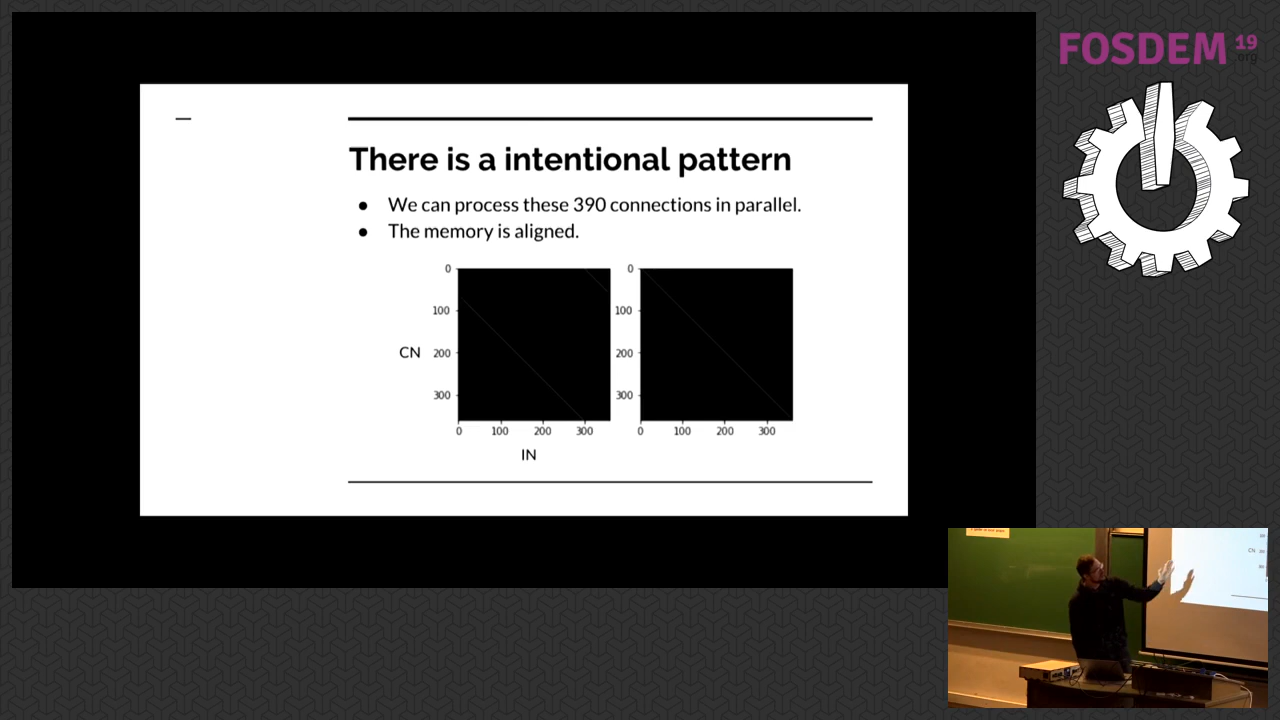 FOSDEM 19
.org
There is a intentional pattern
● We can process these 390 connections in parallel.
● The memory is aligned.
0
100
CN 200
300
0 100 200 300
IN
0
100
200
300
0 100 200 300
CN